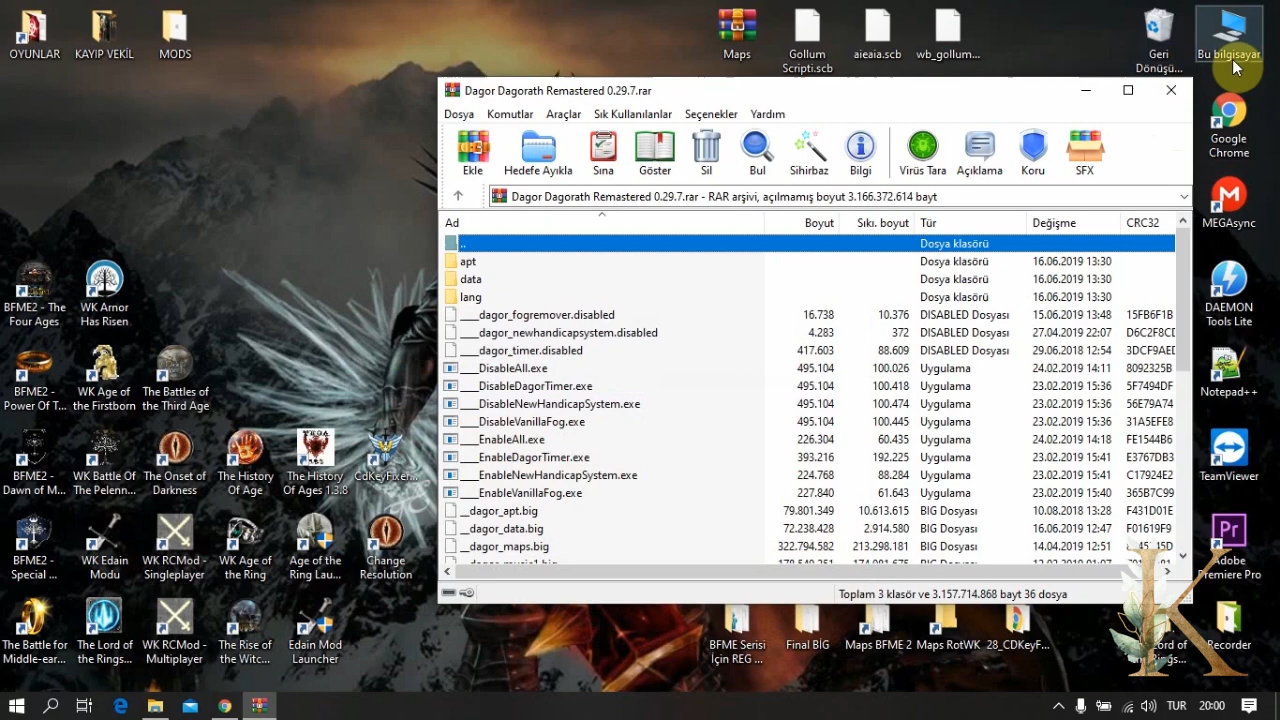 OYUNLAR
KAYIP VEKİL
MODS
Maps
Gollum
Scripti.scb
aieaia.scb
wb_gollum...
Geri
Dönüşü...
Bu bilgisayar
Dagor Dagorath Remastered 0.29.7.rar
Dosya Komutlar Araçlar Sık Kullanılanlar Seçenekler Yardım
Ekle Hedefe Ayıkla Sına Göster Sil Bul Sihirbaz Bilgi Virüs Tara Açıklama Koru SFX
Dagor Dagorath Remastered 0.29.7.rar - RAR arşivi, açılmamış boyut 3.166.372.614 bayt
Ad Boyut Sıkı. boyut Tür Değişme CRC32
.. Dosya klasörü
apt Dosya klasörü 16.06.2019 13:30
data Dosya klasörü 16.06.2019 13:30
lang Dosya klasörü 16.06.2019 13:30
____dagor_fogremover.disabled 16.738 10.376 DISABLED Dosyası 15.06.2019 13:48 15FB6F1B
____dagor_newhandicapsystem.disabled 4.283 372 DISABLED Dosyası 27.04.2019 22:07 D6C2F8CD
____dagor_timer.disabled 417.603 88.609 DISABLED Dosyası 29.06.2018 12:54 3DCF9AED
____DisableAll.exe 495.104 100.026 Uygulama 24.02.2019 14:11 8092325B
____DisableDagorTimer.exe 495.104 100.418 Uygulama 23.02.2019 15:36 5F7494DF
____DisableNewHandicapSystem.exe 495.104 100.474 Uygulama 23.02.2019 15:36 56E79A74
____DisableVanillaFog.exe 495.104 100.445 Uygulama 23.02.2019 15:36 31A5EFE8
____EnableAll.exe 226.304 60.435 Uygulama 24.02.2019 14:18 FE1544B6
____EnableDagorTimer.exe 393.216 192.225 Uygulama 23.02.2019 15:41 E3767DB3
____EnableNewHandicapSystem.exe 224.768 88.284 Uygulama 23.02.2019 15:41 C17924E2
____EnableVanillaFog.exe 227.840 61.643 Uygulama 23.02.2019 15:40 365B7C99
__dagor_apt.big 79.801.349 10.613.615 BIG Dosyası 10.08.2018 13:28 F431D01E
__dagor_data.big 72.238.428 2.914.580 BIG Dosyası 16.06.2019 12:47 F01619F9
__dagor_maps.big 322.794.582 213.298.181 BIG Dosyası 14.04.2019 12:51
Toplam 3 klasör ve 3.157.714.868 bayt 36 dosya
Google
Chrome
MEGAsync
DAEMON
Tools Lite
Notepad++
TeamViewer
Adobe
Premiere Pro
Recorder
BFME2 - The
Four Ages
WK Arnor
Has Risen
BFME2 -
Power Of T...
WK Age of
the Firstborn
The Battles of
the Third Age
BFME2 -
Dawn of M...
WK Battle Of
The Pelenn...
The Onset of
Darkness
The History
Of Age
The History
Of Ages 1.3.8
CdKeyFixer...
BFME2 -
Special ...
WK Edain
Modu
WK RCMod -
Singleplayer
WK Age of
the Ring
Age of the
Ring Lau...
Change
Resolution
The Battle for
Middle-ear...
The Lord of
the Rings...
WK RCMod -
Multiplayer
The Rise of
the Witc...
Edain Mod
Launcher
BFME Serisi
İçin REG ...
Final BİG
Maps BFME 2
Maps RotWK
28_CDKeyF...
TUR 20:00